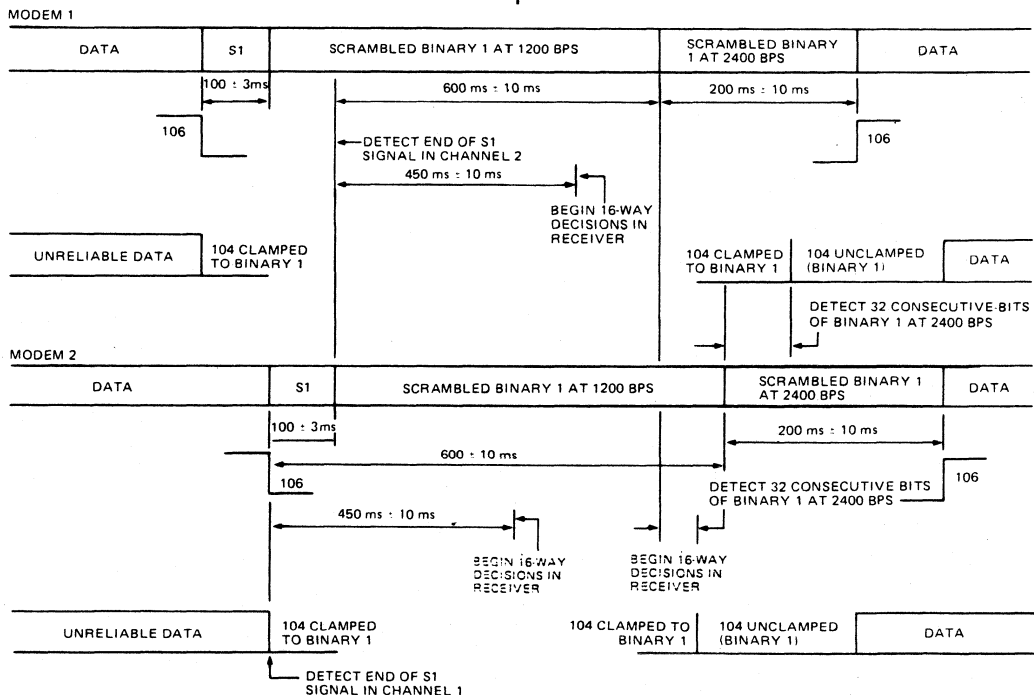 MODEM 1
DATA
S1
SCRAMBLED BINARY 1 AT 1200 BPS
SCRAMBLED BINARY
1 AT 2400 BPS
DATA
100 ± 3ms
600 ms ± 10 ms
200 ms ± 10 ms
106
106
DETECT END OF S1
SIGNAL IN CHANNEL 2
450 ms ± 10 ms
BEGIN 16-WAY
DECISIONS IN
RECEIVER
UNRELIABLE DATA
104 CLAMPED
TO BINARY 1
104 CLAMPED
TO BINARY 1
104 UNCLAMPED
(BINARY 1)
DATA
DETECT 32 CONSECUTIVE BITS
OF BINARY 1 AT 2400 BPS
MODEM 2
DATA
S1
SCRAMBLED BINARY 1 AT 1200 BPS
SCRAMBLED BINARY 1
AT 2400 BPS
DATA
100 ± 3ms
200 ms ± 10 ms
600 ± 10 ms
106
106
DETECT 32 CONSECUTIVE BITS
OF BINARY 1 AT 2400 BPS
450 ms ± 10 ms
BEGIN 16-WAY
DECISIONS IN
RECEIVER
BEGIN 16-WAY
DECISIONS IN
RECEIVER
UNRELIABLE DATA
104 CLAMPED
TO BINARY 1
104 CLAMPED TO
BINARY 1
104 UNCLAMPED
(BINARY 1)
DATA
DETECT END OF S1
SIGNAL IN CHANNEL 1